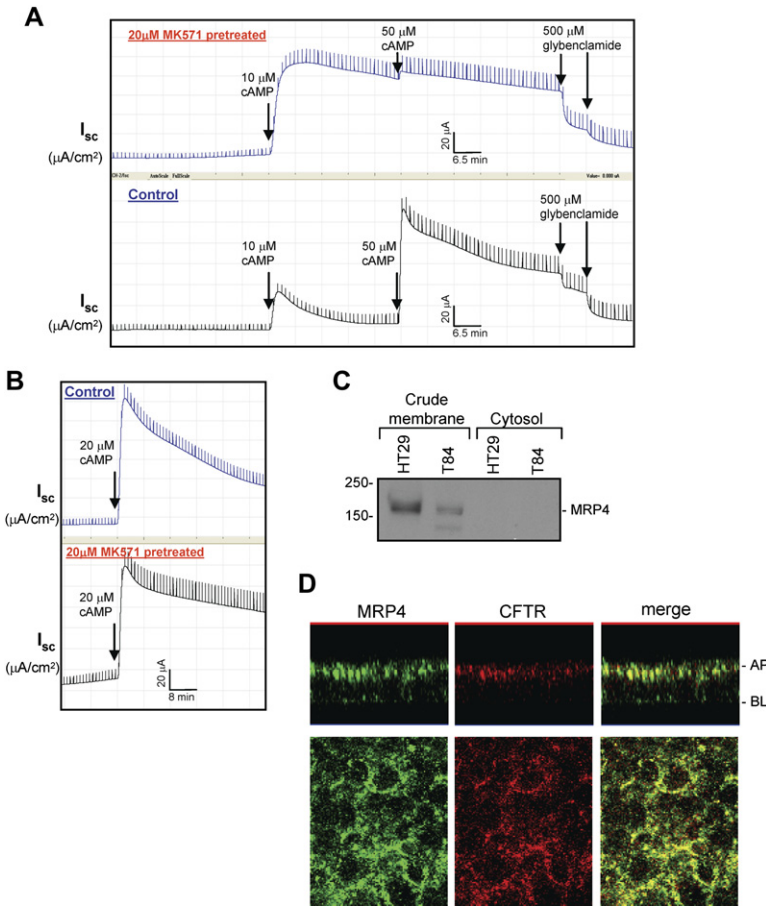 A
20μM MK571 pretreated
10 μM
cAMP
50 μM
cAMP
500 μM
glybenclamide
Isc
(μA/cm²)
20 μA
6.5 min
Control
10 μM
cAMP
50 μM
cAMP
500 μM
glybenclamide
Isc
(μA/cm²)
20 μA
6.5 min
B
Control
20 μM
cAMP
Isc
(μA/cm²)
20μM MK571 pretreated
20 μM
cAMP
Isc
(μA/cm²)
20 μA
8 min
C
Crude
membrane
Cytosol
HT29
T84
HT29
T84
250-
150-
- MRP4
D
MRP4
CFTR
merge
- AP
- BL